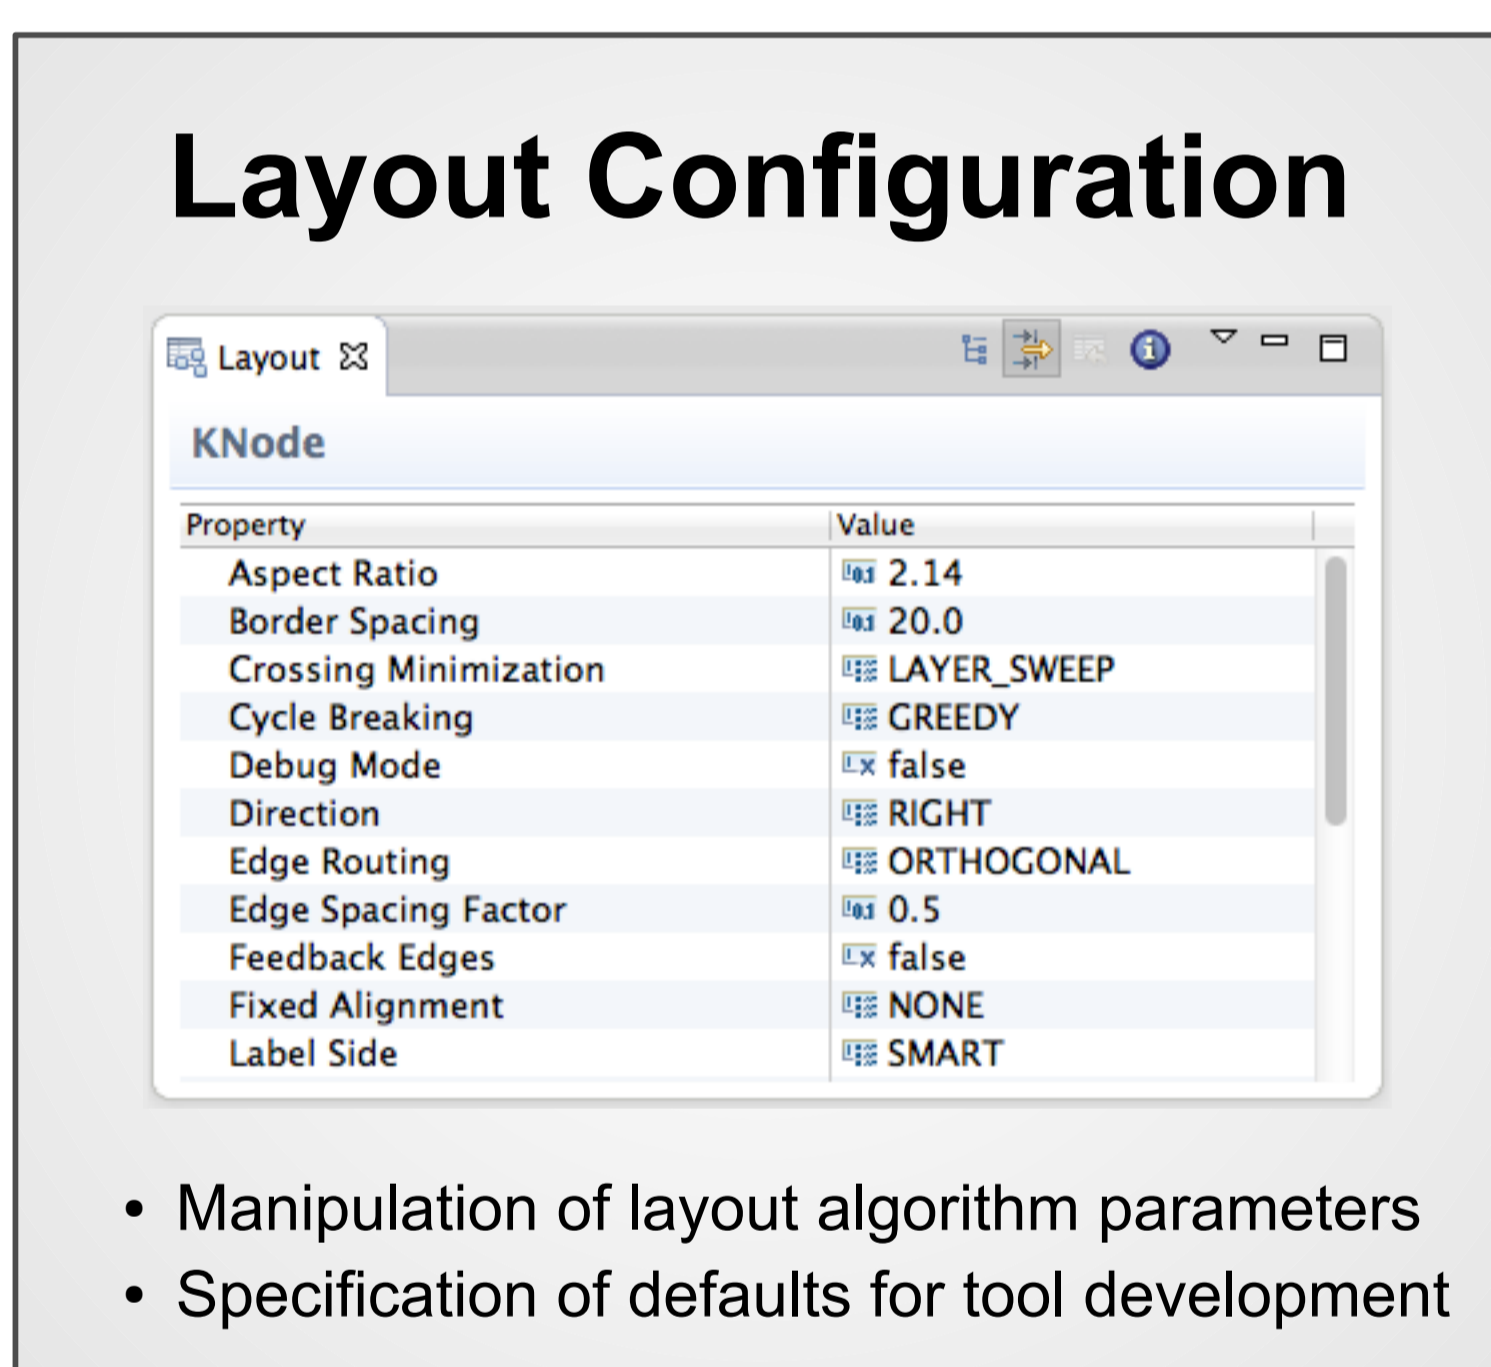 Layout Configuration
Layout
KNode
Property Value
Aspect Ratio 2.14
Border Spacing 20.0
Crossing Minimization LAYER_SWEEP
Cycle Breaking GREEDY
Debug Mode false
Direction RIGHT
Edge Routing ORTHOGONAL
Edge Spacing Factor 0.5
Feedback Edges false
Fixed Alignment NONE
Label Side SMART
• Manipulation of layout algorithm parameters
• Specification of defaults for tool development